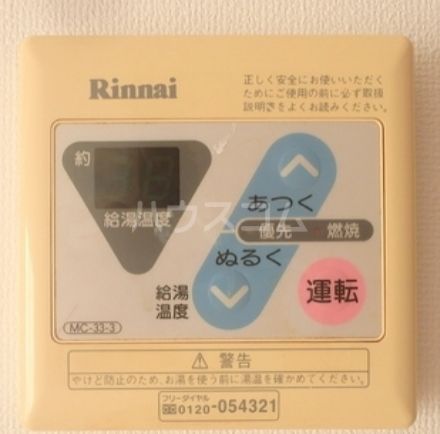 Rinnai
正しく安全にお使いいただく
ためにご使用の前に必ず取扱
説明書をよくお読みください。
約
給湯温度
あつく
優先 燃焼
ぬるく
給湯
温度
運転
MC-33-3
ハウスコム
⚠ 警告
やけど防止のため、お湯を使う前に湯温を確かめてください。
フリーダイヤル
0120-054321